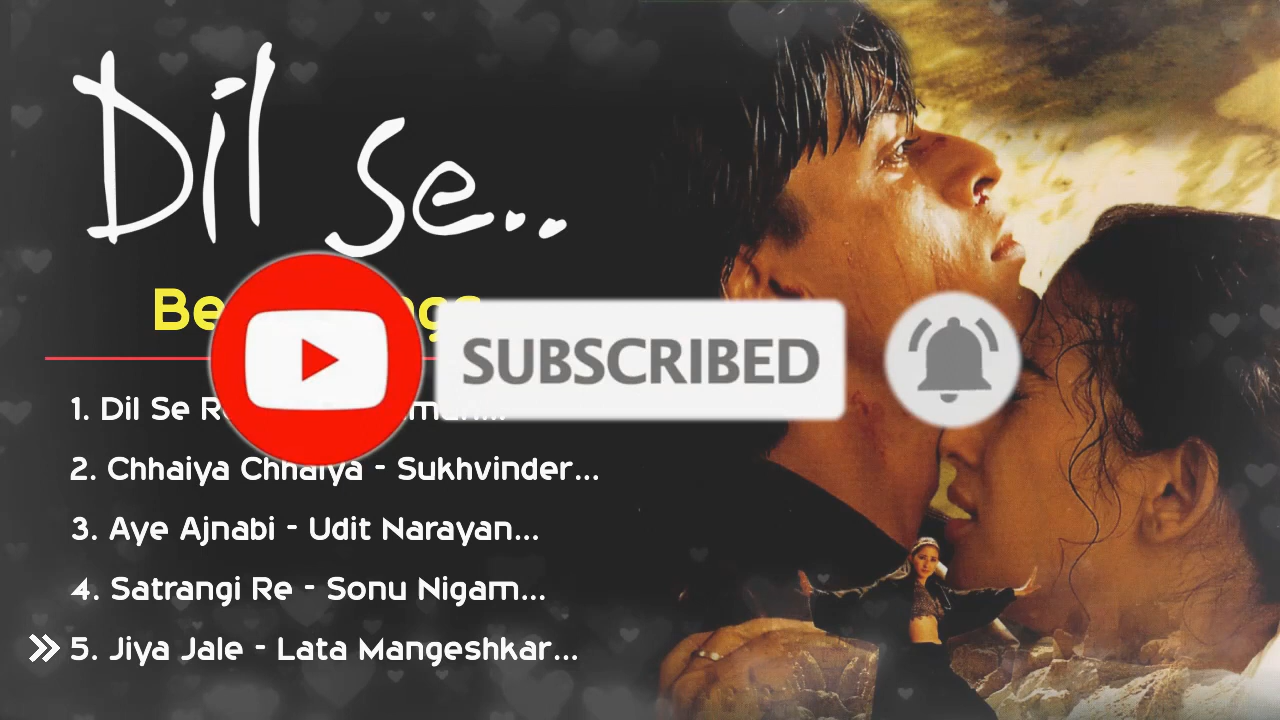 Dil se..
SUBSCRIBED
1. Dil Se
2. Chhaiya Chhaiya - Sukhvinder...
3. Aye Ajnabi - Udit Narayan...
4. Satrangi Re - Sonu Nigam...
5. Jiya Jale - Lata Mangeshkar...